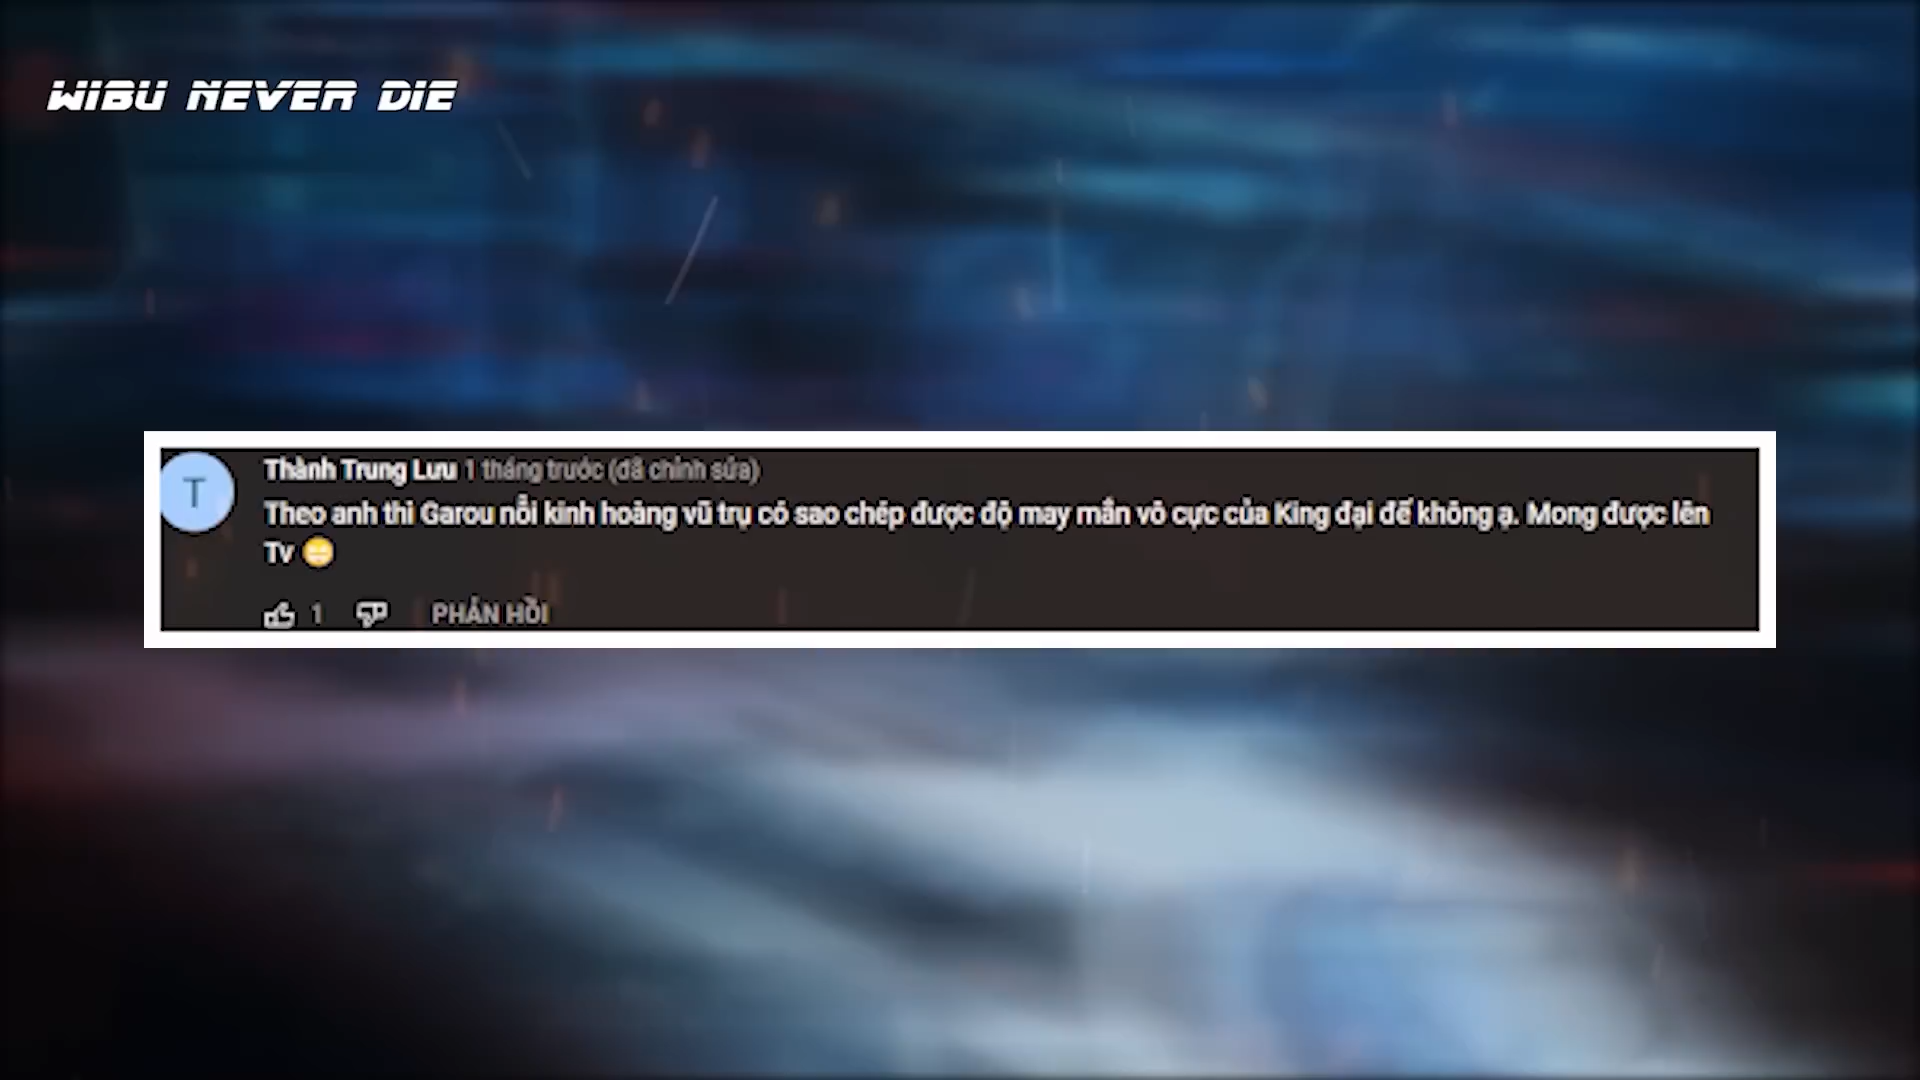 WIBU NEVER DIE
Thành Trung Lưu 1 tháng trước (đã chỉnh sửa)
Theo anh thì Garou nỗi kinh hoàng vũ trụ có sao chép được độ may mắn vô cực của King đại đế không ạ. Mong được lên
Tv 😁
1 PHẢN HỒI
T